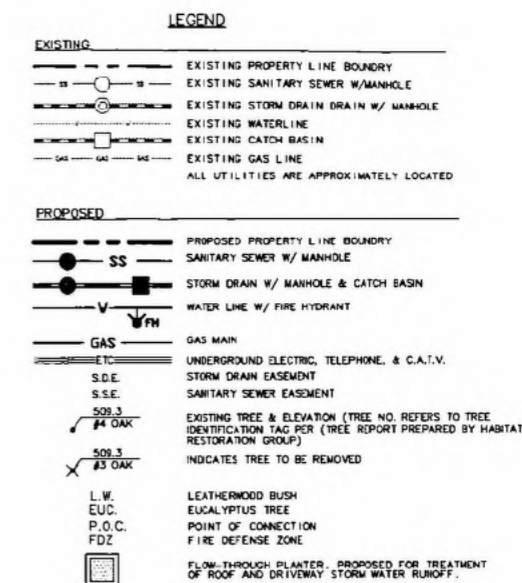 LEGEND
EXISTING
EXISTING PROPERTY LINE BOUNDRY
SS SS EXISTING SANITARY SEWER W/MANHOLE
EXISTING STORM DRAIN DRAIN W/ MANHOLE
EXISTING WATERLINE
EXISTING CATCH BASIN
GAS GAS GAS EXISTING GAS LINE
ALL UTILITIES ARE APPROXIMATELY LOCATED
PROPOSED
PROPOSED PROPERTY LINE BOUNDRY
SS SANITARY SEWER W/ MANHOLE
STORM DRAIN W/ MANHOLE & CATCH BASIN
W FH WATER LINE W/ FIRE HYDRANT
GAS GAS MAIN
ETC UNDERGROUND ELECTRIC, TELEPHONE, & C.A.T.V.
S.D.E. STORM DRAIN EASEMENT
S.S.E. SANITARY SEWER EASEMENT
509.3 EXISTING TREE & ELEVATION (TREE NO. REFERS TO TREE
#4 OAK IDENTIFICATION TAG PER (TREE REPORT PREPARED BY HABITAT
RESTORATION GROUP)
509.3 INDICATES TREE TO BE REMOVED
#3 OAK
L.W. LEATHERWOOD BUSH
EUC. EUCALYPTUS TREE
P.O.C. POINT OF CONNECTION
FDZ FIRE DEFENSE ZONE
FLOW-THROUGH PLANTER. PROPOSED FOR TREATMENT
OF ROOF AND DRIVEWAY STORM WATER RUNOFF.